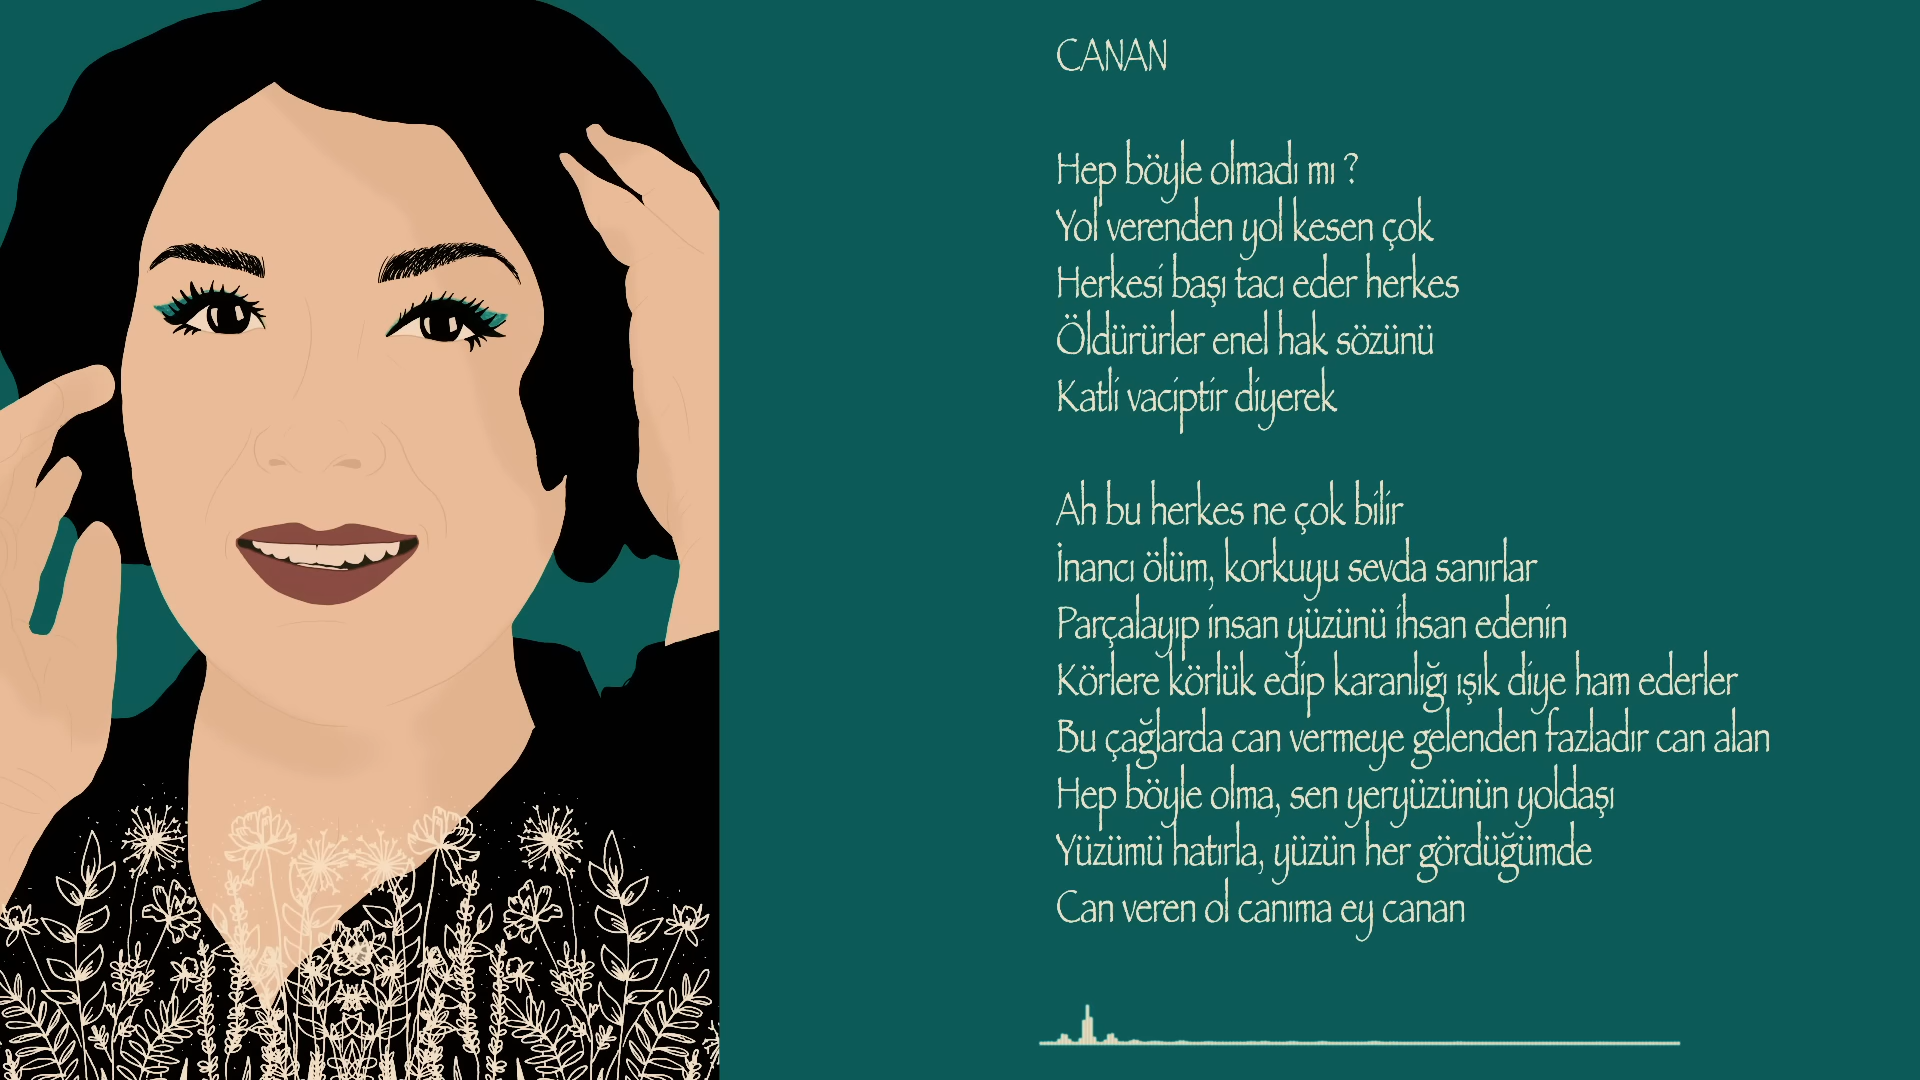 CANAN
Hep böyle olmadı mı ?
Yol verenden yol kesen çok
Herkesi başı tacı eder herkes
Öldürürler enel hak sözünü
Katli vaciptir diyerek
Ah bu herkes ne çok bilir
İnancı ölüm, korkuyu sevda sanırlar
Parçalayıp insan yüzünü ihsan edenin
Körlere körlük edip karanlığı ışık diye ham ederler
Bu çağlarda can vermeye gelenden fazladır can alan
Hep böyle olma, sen yeryüzünün yoldaşı
Yüzümü hatırla, yüzün her gördüğümde
Can veren ol canıma ey canan